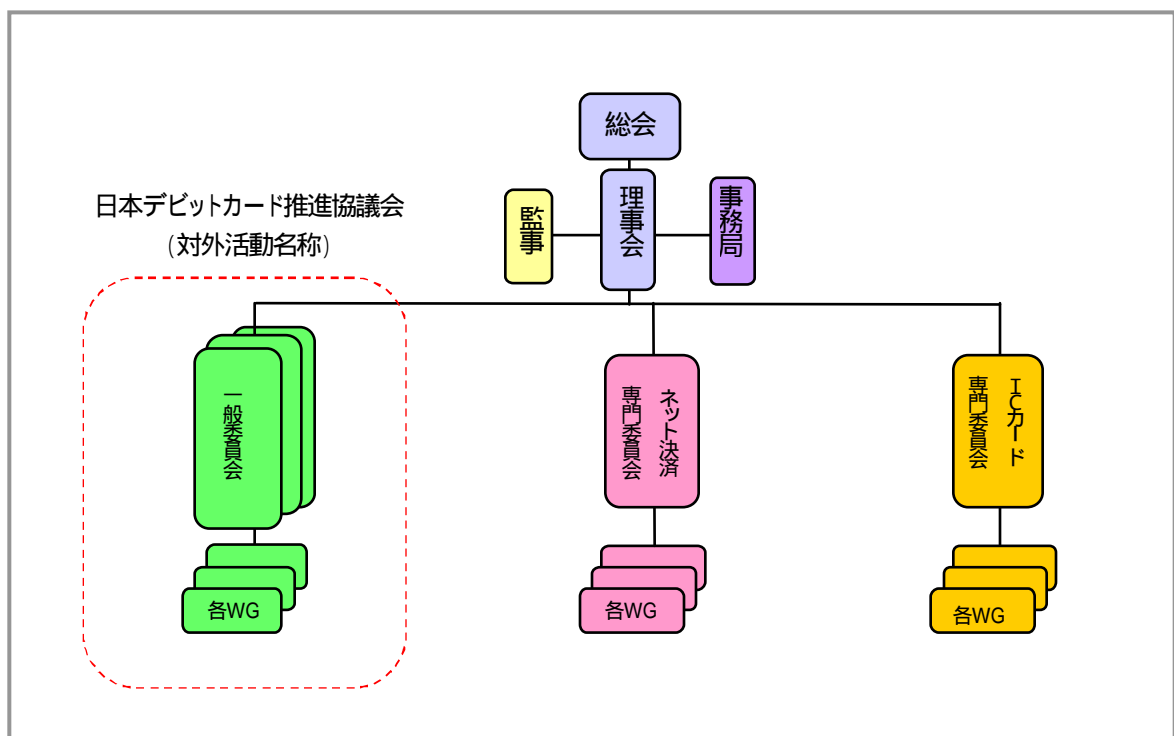 総会
日本デビットカード推進協議会
(対外活動名称)
監事
理事会
事務局
一般委員会
ネット決済
専門委員会
ICカード
専門委員会
各WG
各WG
各WG